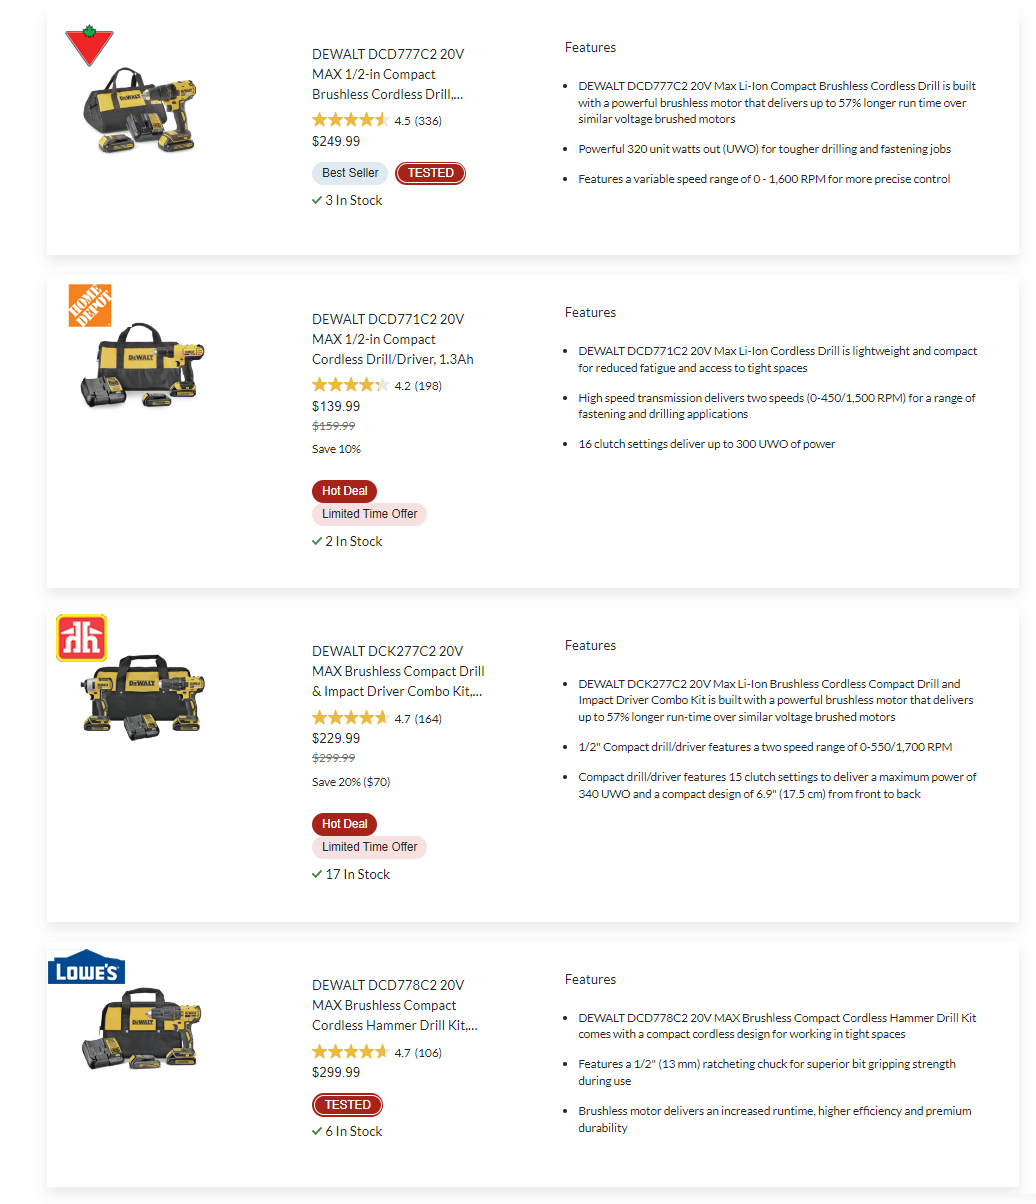 DEWALT DCD777C2 20V
MAX 1/2-in Compact
Brushless Cordless Drill,...
4.5 (336)
$249.99
Best Seller
TESTED
3 In Stock
Features
DEWALT DCD777C2 20V Max Li-Ion Compact Brushless Cordless Drill is built
with a powerful brushless motor that delivers up to 57% longer run time over
similar voltage brushed motors
Powerful 320 unit watts out (UWO) for tougher drilling and fastening jobs
Features a variable speed range of 0 - 1,600 RPM for more precise control
HOME
DEPOT
DEWALT
DEWALT DCD771C2 20V
MAX 1/2-in Compact
Cordless Drill/Driver, 1.3Ah
4.2 (198)
$139.99
$159.99
Save 10%
Hot Deal
Limited Time Offer
2 In Stock
Features
DEWALT DCD771C2 20V Max Li-Ion Cordless Drill is lightweight and compact
for reduced fatigue and access to tight spaces
High speed transmission delivers two speeds (0-450/1,500 RPM) for a range of
fastening and drilling applications
16 clutch settings deliver up to 300 UWO of power
DEWALT
DEWALT DCK277C2 20V
MAX Brushless Compact Drill
& Impact Driver Combo Kit,...
4.7 (164)
$229.99
$299.99
Save 20% ($70)
Hot Deal
Limited Time Offer
17 In Stock
Features
DEWALT DCK277C2 20V Max Li-Ion Brushless Cordless Compact Drill and
Impact Driver Combo Kit is built with a powerful brushless motor that delivers
up to 57% longer run-time over similar voltage brushed motors
1/2" Compact drill/driver features a two speed range of 0-550/1,700 RPM
Compact drill/driver features 15 clutch settings to deliver a maximum power of
340 UWO and a compact design of 6.9" (17.5 cm) from front to back
LOWE'S
DEWALT
DEWALT DCD778C2 20V
MAX Brushless Compact
Cordless Hammer Drill Kit,...
4.7 (106)
$299.99
TESTED
6 In Stock
Features
DEWALT DCD778C2 20V MAX Brushless Compact Cordless Hammer Drill Kit
comes with a compact cordless design for working in tight spaces
Features a 1/2" (13 mm) ratcheting chuck for superior bit gripping strength
during use
Brushless motor delivers an increased runtime, higher efficiency and premium
durability